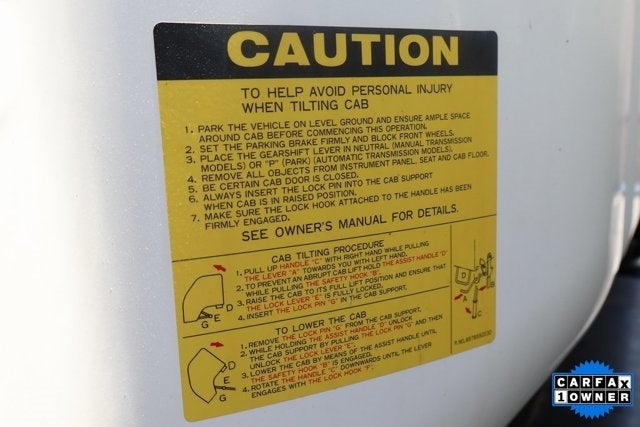 CAUTION
TO HELP AVOID PERSONAL INJURY
WHEN TILTING CAB
1. PARK THE VEHICLE ON LEVEL GROUND AND ENSURE AMPLE SPACE
AROUND CAB BEFORE COMMENCING THIS OPERATION.
2. SET THE PARKING BRAKE FIRMLY AND BLOCK FRONT WHEELS.
3. PLACE THE GEARSHIFT LEVER IN NEUTRAL (MANUAL TRANSMISSION
MODELS) OR "P" (PARK) (AUTOMATIC TRANSMISSION MODELS).
4. REMOVE ALL OBJECTS FROM INSTRUMENT PANEL, SEAT AND CAB FLOOR.
5. BE CERTAIN CAB DOOR IS CLOSED.
6. ALWAYS INSERT THE LOCK PIN INTO THE CAB SUPPORT
WHEN CAB IS IN RAISED POSITION.
7. MAKE SURE THE LOCK HOOK ATTACHED TO THE HANDLE HAS BEEN
FIRMLY ENGAGED.
SEE OWNER'S MANUAL FOR DETAILS.
CAB TILTING PROCEDURE
1. PULL UP HANDLE "C" WITH RIGHT HAND WHILE PULLING
THE LEVER "A" TOWARDS YOU WITH LEFT HAND.
2. TO PREVENT AN ABRUPT CAB LIFT HOLD THE ASSIST HANDLE "D"
WHILE PULLING THE SAFETY HOOK "B".
3. RAISE THE CAB TO ITS FULL LIFT POSITION AND ENSURE THAT
THE LOCK LEVER "E" IS FULLY LOCKED.
4. INSERT THE LOCK PIN "G" IN THE CAB SUPPORT.
D
E
G
TO LOWER THE CAB
1. REMOVE THE LOCK PIN "G" FROM THE CAB SUPPORT.
2. WHILE HOLDING THE ASSIST HANDLE "D" UNLOCK
THE CAB SUPPORT BY PULLING THE LOCK PIN "G" AND THEN
UNLOCK THE LOCK LEVER "E".
3. LOWER THE CAB BY MEANS OF THE ASSIST HANDLE UNTIL
THE SAFETY HOOK "B" IS ENGAGED.
4. ROTATE THE HANDLE "C" DOWNWARDS UNTIL THE LEVER
ENGAGES WITH THE LOCK HOOK "F".
D
E
G
D
B
A
C
CARFAX
1 OWNER